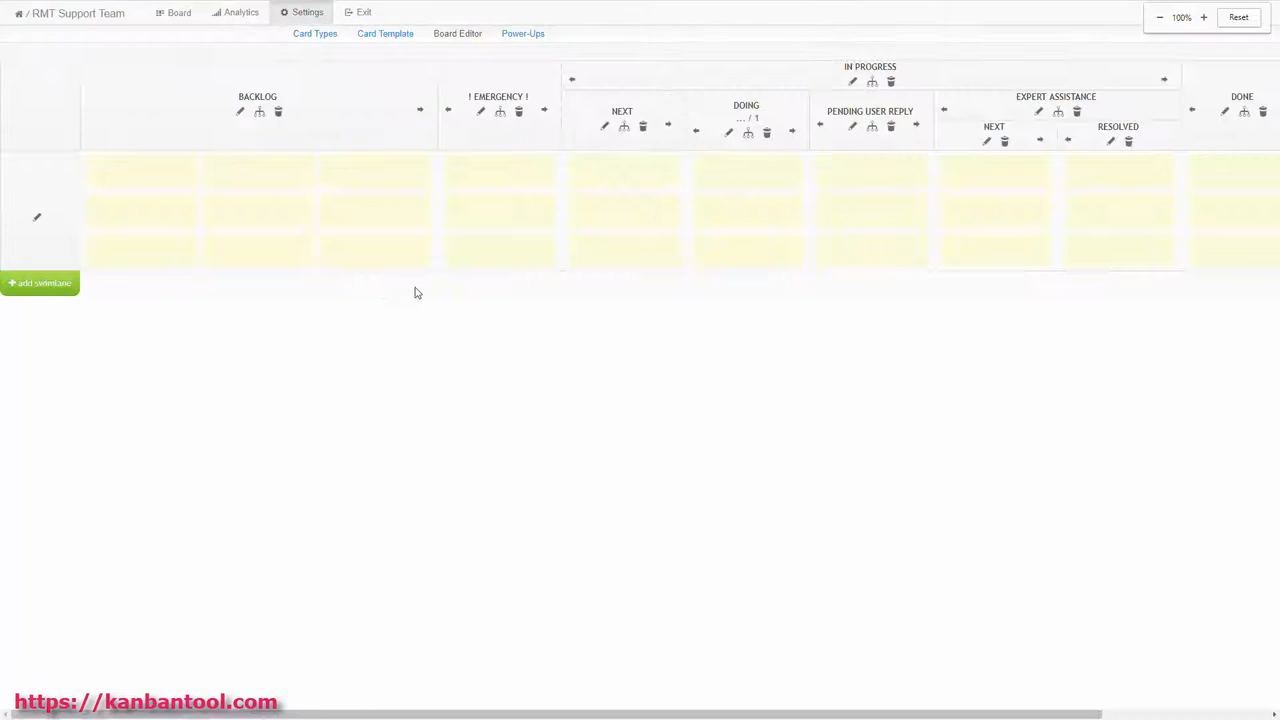 / RMT Support Team Board Analytics Settings Exit
− 100% + Reset
Card Types Card Template Board Editor Power-Ups
IN PROGRESS
BACKLOG ! EMERGENCY ! EXPERT ASSISTANCE DONE
NEXT DOING PENDING USER REPLY
... / 1
NEXT RESOLVED
+ add swimlane
https://kanbantool.com